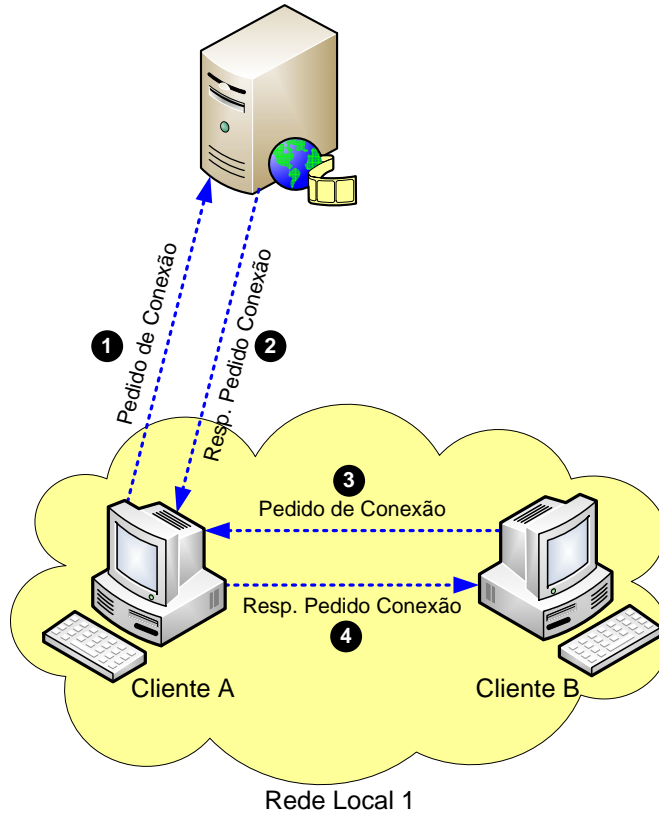 1
Pedido de Conexão
Resp. Pedido Conexão
2
3
Pedido de Conexão
Resp. Pedido Conexão
4
Cliente A
Cliente B
Rede Local 1